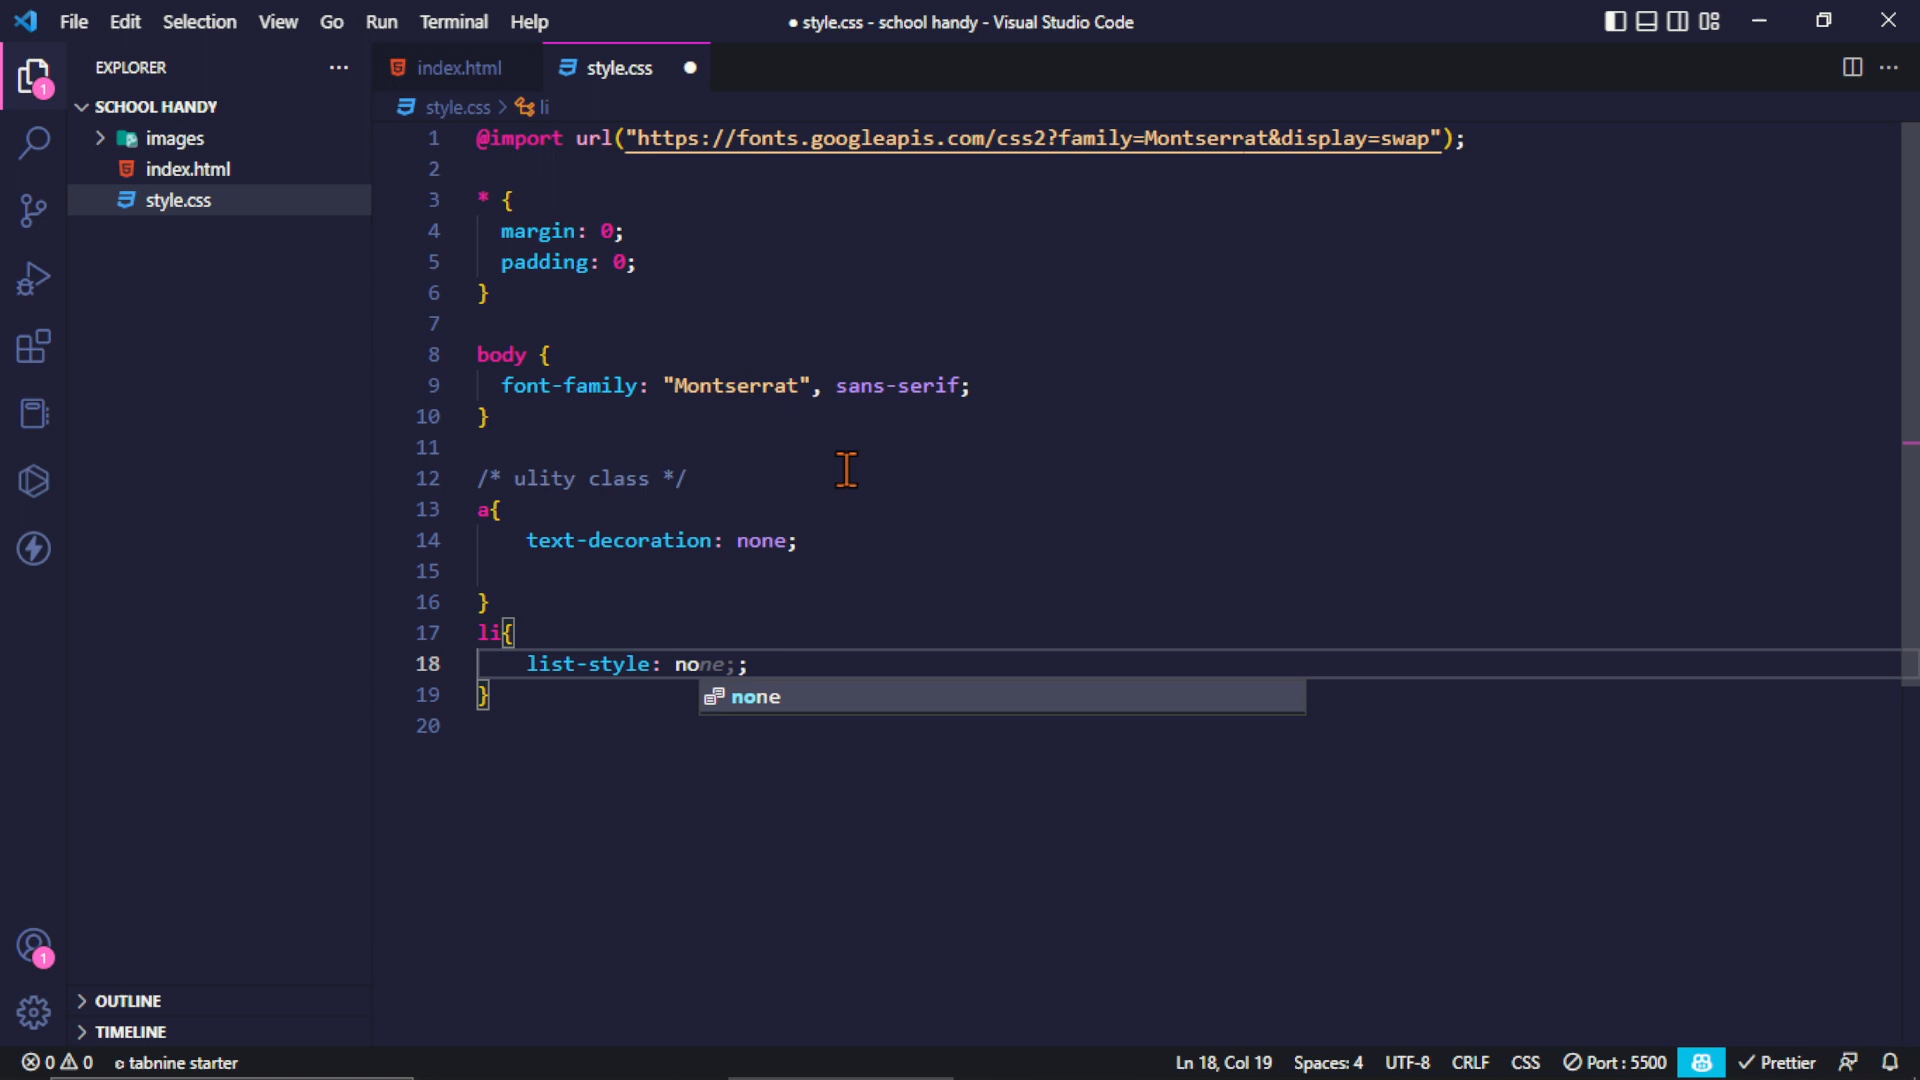 File Edit Selection View Go Run Terminal Help
● style.css - school handy - Visual Studio Code
EXPLORER
SCHOOL HANDY
images
index.html
style.css
1
1
OUTLINE
TIMELINE
index.html
style.css
style.css > li
1 @import url("https://fonts.googleapis.com/css2?family=Montserrat&display=swap");
2
3 * {
4 margin: 0;
5 padding: 0;
6 }
7
8 body {
9 font-family: "Montserrat", sans-serif;
10 }
11
12 /* ulity class */
13 a{
14 text-decoration: none;
15
16 }
17 li{
18 list-style: none;;
none
19 }
20
0 0 tabnine starter
Ln 18, Col 19 Spaces: 4 UTF-8 CRLF CSS Port : 5500 Prettier